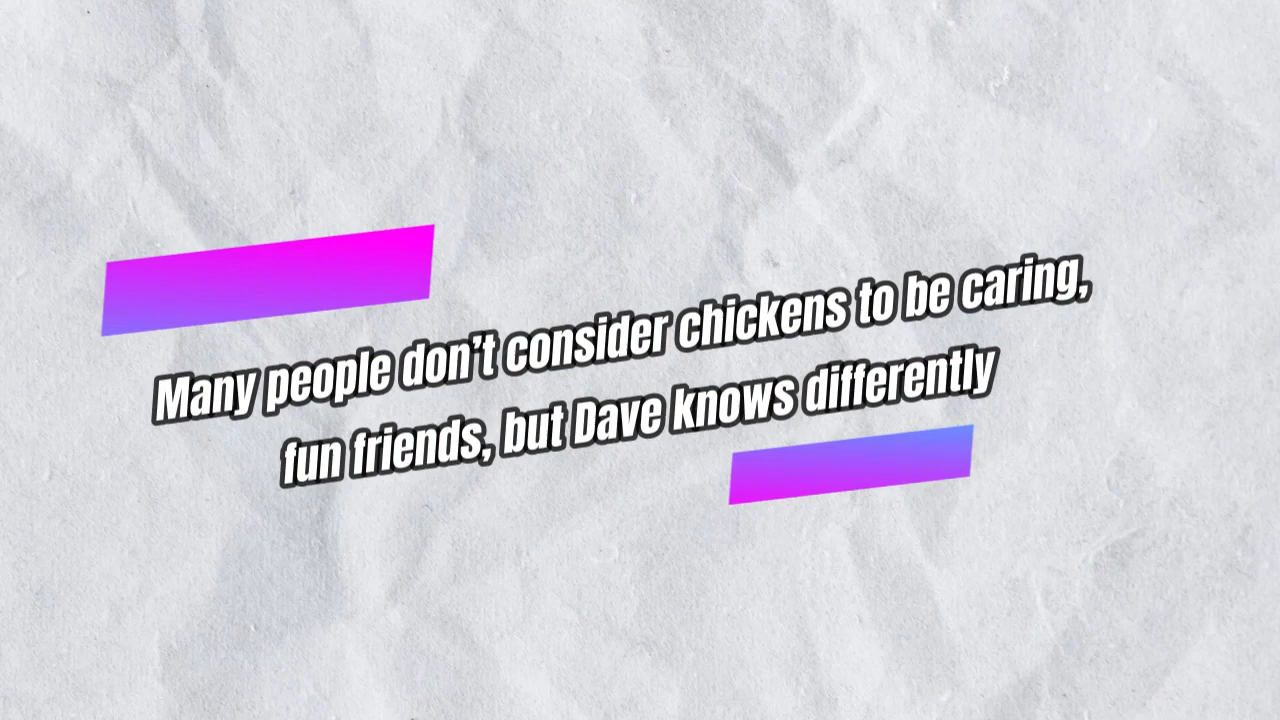 Many people don’t consider chickens to be caring,
fun friends, but Dave knows differently